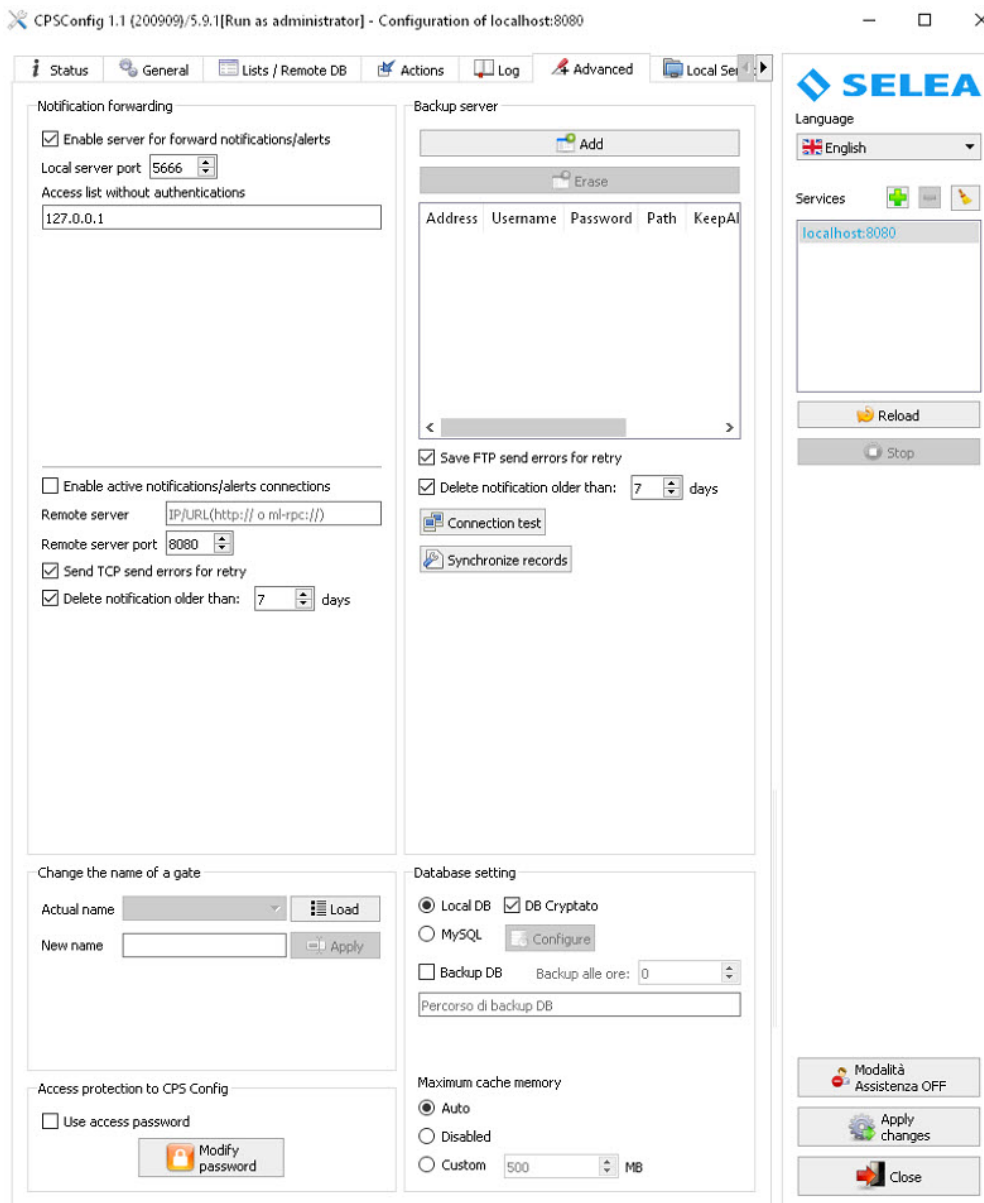 CPSConfig 1.1 (200909)/5.9.1[Run as administrator] - Configuration of localhost:8080
Status
General
Lists / Remote DB
Actions
Log
Advanced
Local Ser
Notification forwarding
Enable server for forward notifications/alerts
Local server port 5666
Access list without authentications
127.0.0.1
Enable active notifications/alerts connections
Remote server IP/URL(http:// o ml-rpc://)
Remote server port 8080
Send TCP send errors for retry
Delete notification older than: 7 days
Backup server
Add
Erase
Address Username Password Path KeepAl
Save FTP send errors for retry
Delete notification older than: 7 days
Connection test
Synchronize records
Change the name of a gate
Actual name Load
New name Apply
Database setting
Local DB DB Cryptato
MySQL Configure
Backup DB Backup alle ore: 0
Percorso di backup DB
Access protection to CPS Config
Use access password
Modify
password
Maximum cache memory
Auto
Disabled
Custom 500 MB
SELEA
Language
English
Services
localhost:8080
Reload
Stop
Modalità
Assistenza OFF
Apply
changes
Close